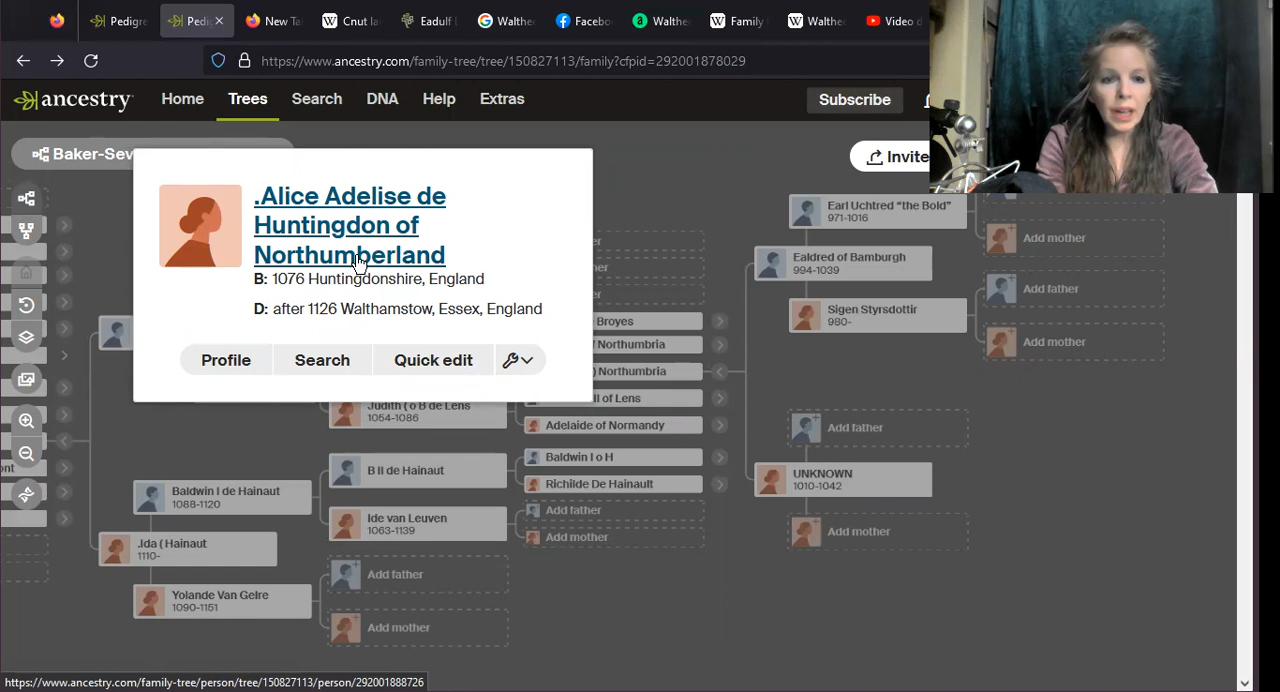 Pedigre
Pedi
New Ta
Cnut la
Eadulf
Walthe
Facebo
Walthe
Family
Walthe
Video d
https://www.ancestry.com/family-tree/tree/150827113/family?cfpid=292001878029
ancestry
Home
Trees
Search
DNA
Help
Extras
Subscribe
Baker-Sev
Invite
.Alice Adelise de
Huntingdon of
Northumberland
B: 1076 Huntingdonshire, England
D: after 1126 Walthamstow, Essex, England
Profile
Search
Quick edit
Earl Uchtred “the Bold”
971-1016
Add mother
Ealdred of Bamburgh
994-1039
Add father
Sigen Styrsdottir
980-
Add mother
Broyes
Northumbria
) Northumbria
II of Lens
Adelaide of Normandy
Judith ( o B de Lens
1054-1086
Add father
UNKNOWN
1010-1042
Add mother
Baldwin I o H
Richilde De Hainault
B II de Hainaut
Add father
Add mother
Ide van Leuven
1063-1139
Baldwin I de Hainaut
1088-1120
.Ida ( Hainaut
1110-
Yolande Van Gelre
1090-1151
Add father
Add mother
ont
https://www.ancestry.com/family-tree/person/tree/150827113/person/292001888726